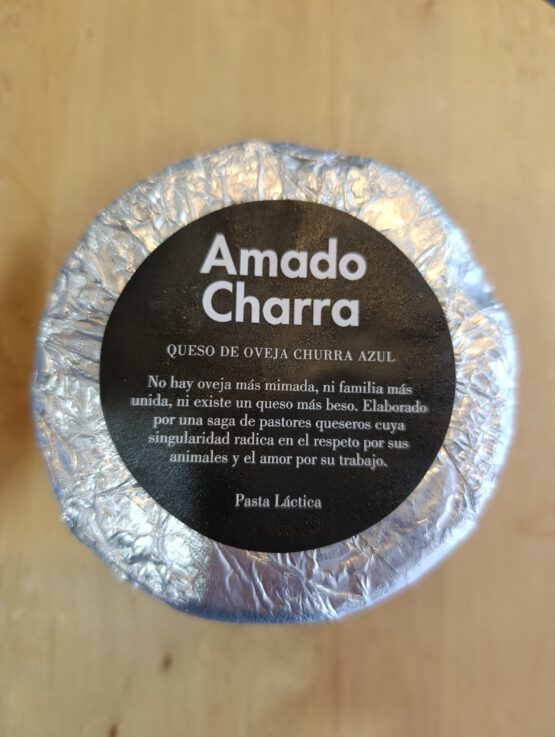 Amado
Charra
QUESO DE OVEJA CHURRA AZUL
No hay oveja más mimada, ni familia más
unida, ni existe un queso más beso. Elaborado
por una saga de pastores queseros cuya
singularidad radica en el respeto por sus
animales y el amor por su trabajo.
Pasta Láctica